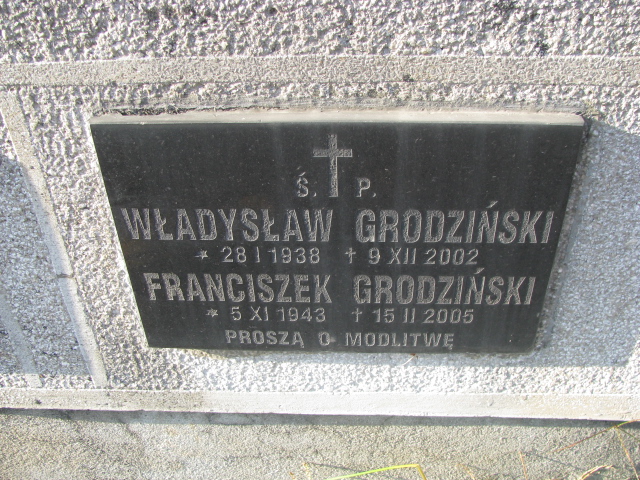 Ś. P.
WŁADYSŁAW GRODZIŃSKI
* 28 I 1938 † 9 XII 2002
FRANCISZEK GRODZIŃSKI
* 5 XI 1943 † 15 II 2005
PROSZĄ O MODLITWĘ